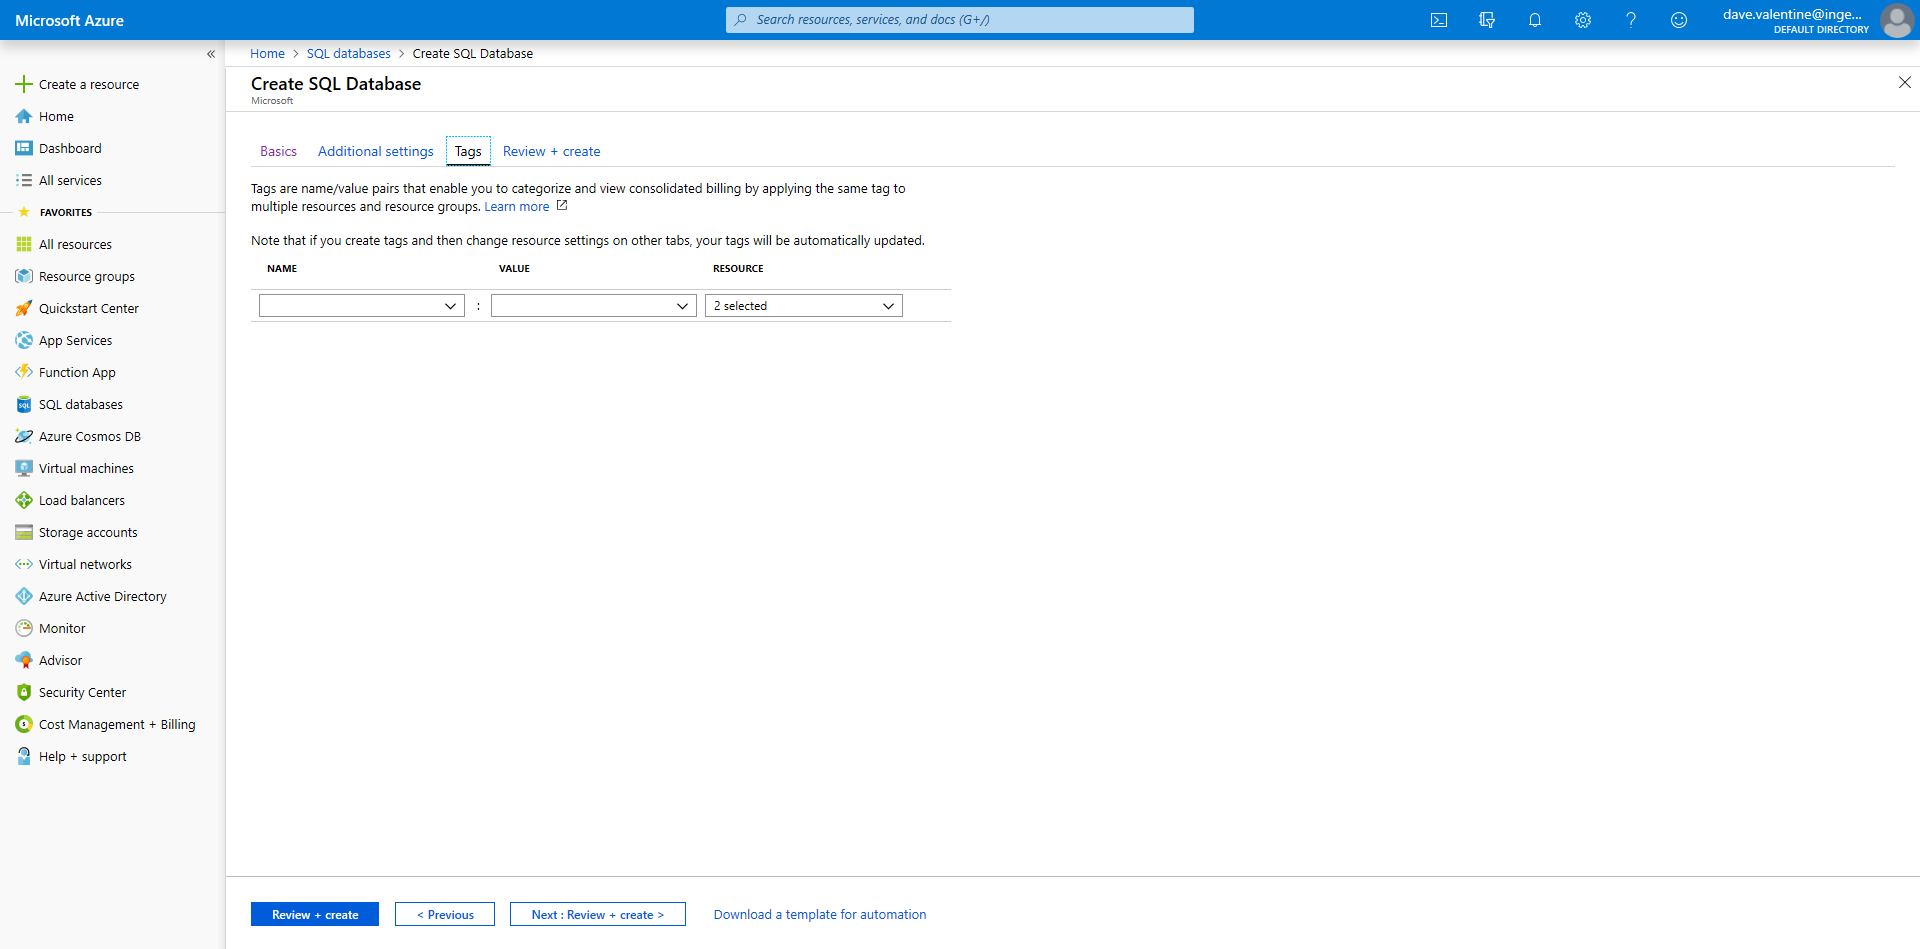 Microsoft Azure
Search resources, services, and docs (G+/)
dave.valentine@inge...
DEFAULT DIRECTORY
«
Create a resource
Home
Dashboard
All services
FAVORITES
All resources
Resource groups
Quickstart Center
App Services
Function App
SQL databases
Azure Cosmos DB
Virtual machines
Load balancers
Storage accounts
Virtual networks
Azure Active Directory
Monitor
Advisor
Security Center
Cost Management + Billing
Help + support
Home > SQL databases > Create SQL Database
Create SQL Database
Microsoft
Basics Additional settings Tags Review + create
Tags are name/value pairs that enable you to categorize and view consolidated billing by applying the same tag to
multiple resources and resource groups. Learn more
Note that if you create tags and then change resource settings on other tabs, your tags will be automatically updated.
NAME VALUE RESOURCE
: 2 selected
Review + create < Previous Next : Review + create > Download a template for automation